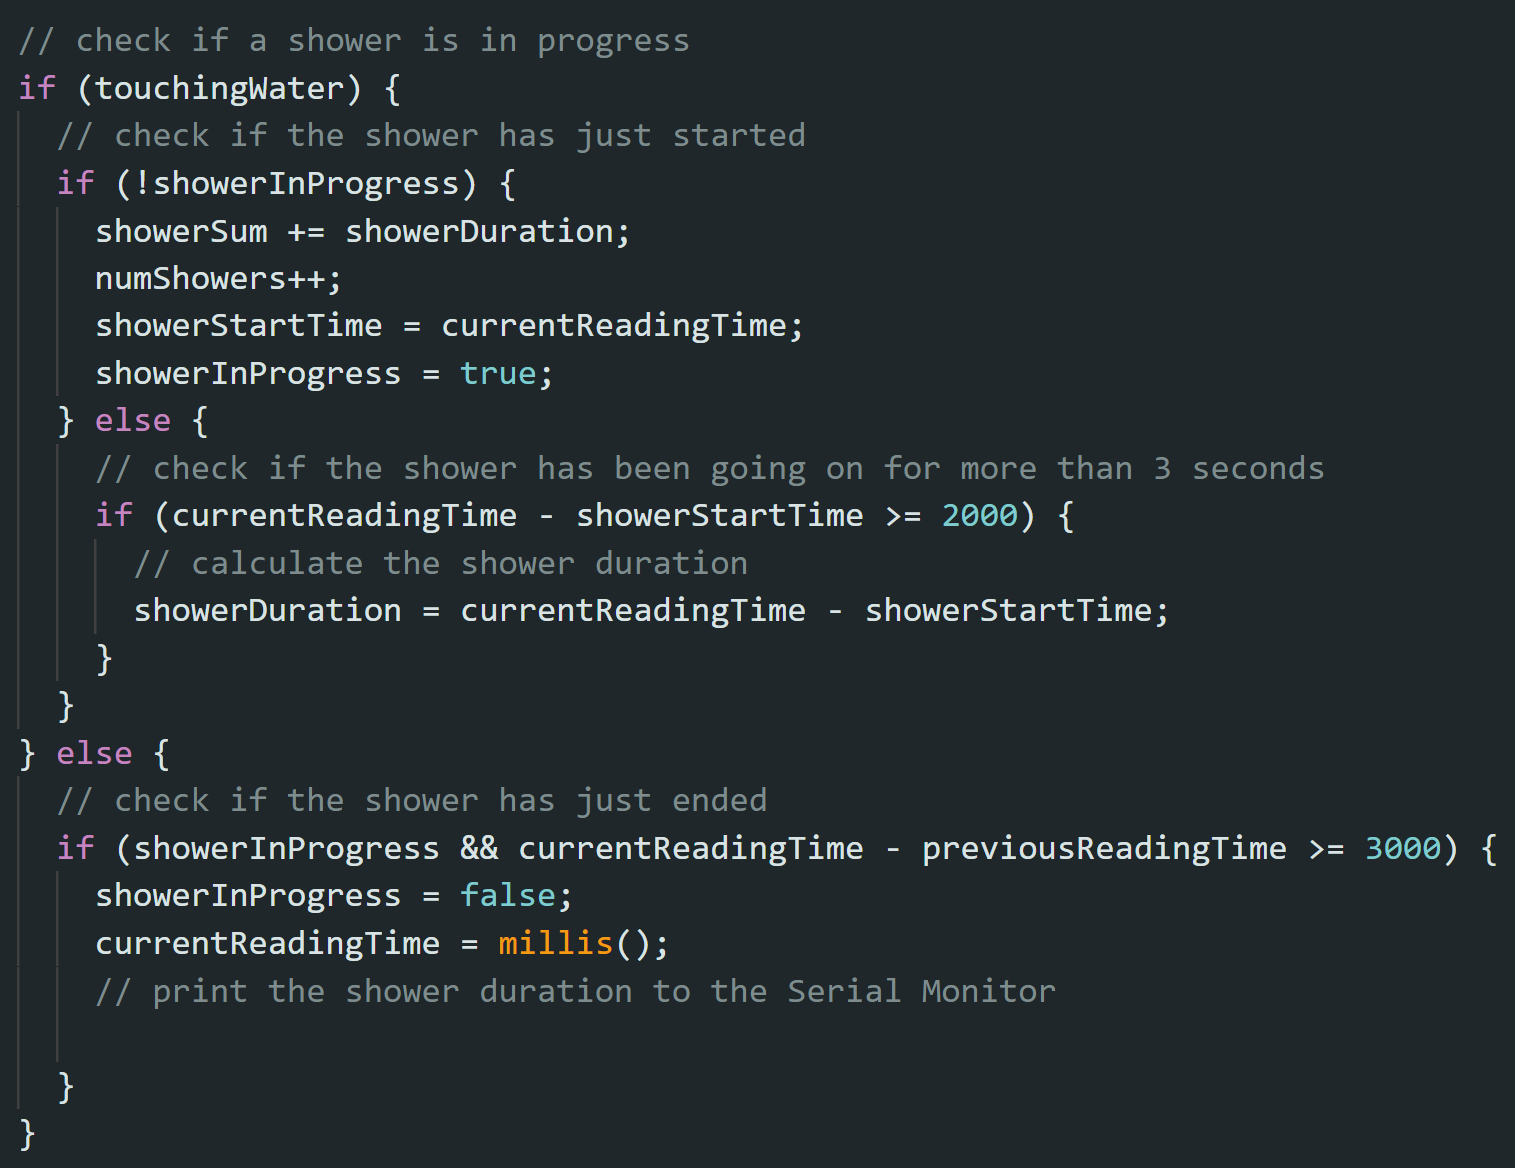 // check if a shower is in progress
if (touchingWater) {
  // check if the shower has just started
  if (!showerInProgress) {
    showerSum += showerDuration;
    numShowers++;
    showerStartTime = currentReadingTime;
    showerInProgress = true;
  } else {
    // check if the shower has been going on for more than 3 seconds
    if (currentReadingTime - showerStartTime >= 2000) {
      // calculate the shower duration
      showerDuration = currentReadingTime - showerStartTime;
    }
  }
} else {
  // check if the shower has just ended
  if (showerInProgress && currentReadingTime - previousReadingTime >= 3000) {
    showerInProgress = false;
    currentReadingTime = millis();
    // print the shower duration to the Serial Monitor

  }
}